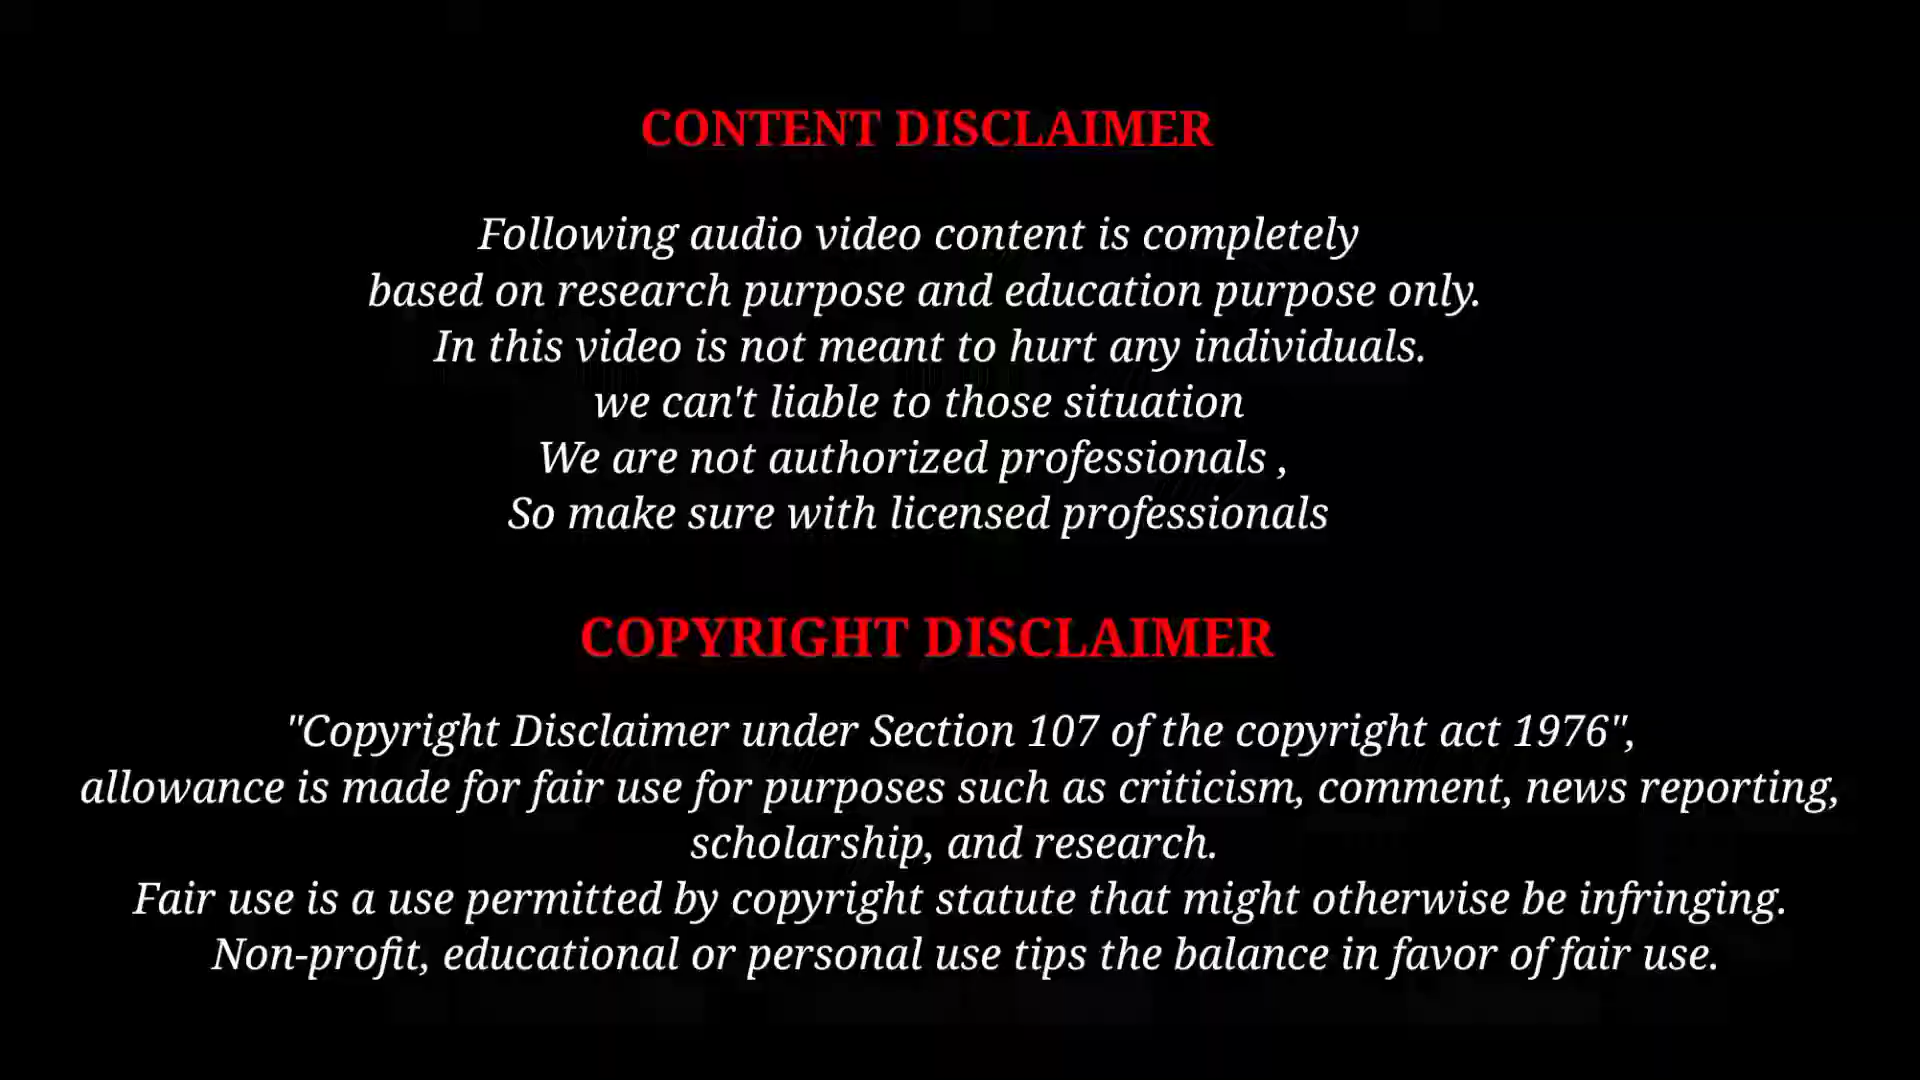 CONTENT DISCLAIMER
Following audio video content is completely
based on research purpose and education purpose only.
In this video is not meant to hurt any individuals.
we can't liable to those situation
We are not authorized professionals ,
So make sure with licensed professionals
COPYRIGHT DISCLAIMER
"Copyright Disclaimer under Section 107 of the copyright act 1976",
allowance is made for fair use for purposes such as criticism, comment, news reporting,
scholarship, and research.
Fair use is a use permitted by copyright statute that might otherwise be infringing.
Non-profit, educational or personal use tips the balance in favor of fair use.